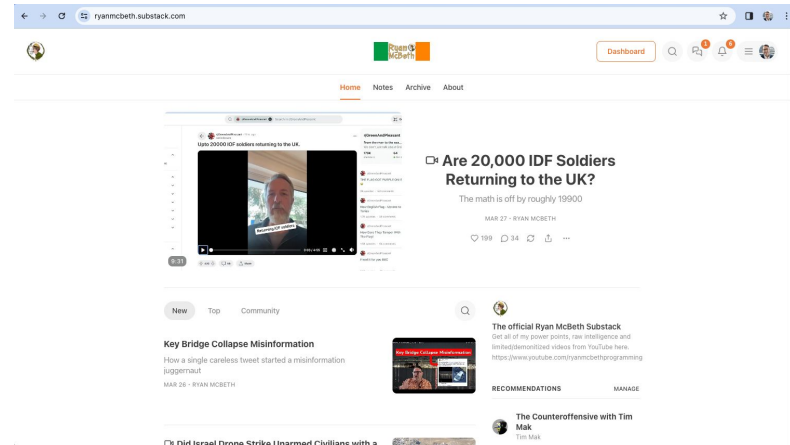 ryanmcbeth.substack.com
Ryan
McBeth
Dashboard
1
6
Home Notes Archive About
Upto 20000 IOF soldiers returning to the UK.
Returning IDF soldiers
9:31
Are 20,000 IDF Soldiers
Returning to the UK?
The math is off by roughly 19900
MAR 27 • RYAN MCBETH
199 34
New Top Community
Key Bridge Collapse Misinformation
How a single careless tweet started a misinformation
juggernaut
MAR 26 • RYAN MCBETH
Key Bridge Collapse Misinformation
The official Ryan McBeth Substack
Get all of my power points, raw intelligence and
limited/demonitized videos from YouTube here.
https://www.youtube.com/ryanmcbethprogramming
RECOMMENDATIONS MANAGE
The Counteroffensive with Tim
Mak
Tim Mak
Did Israel Drone Strike Unarmed Civilians with a